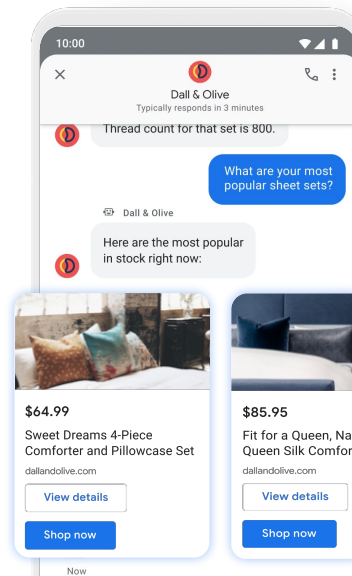 10:00
Dall & Olive
Typically responds in 3 minutes
Thread count for that set is 800.
What are your most
popular sheet sets?
Dall & Olive
Here are the most popular
in stock right now:
$64.99
Sweet Dreams 4-Piece
Comforter and Pillowcase Set
dallandolive.com
View details
Shop now
$85.95
Fit for a Queen,
Queen Silk
dallandolive.com
View details
Shop now
Now